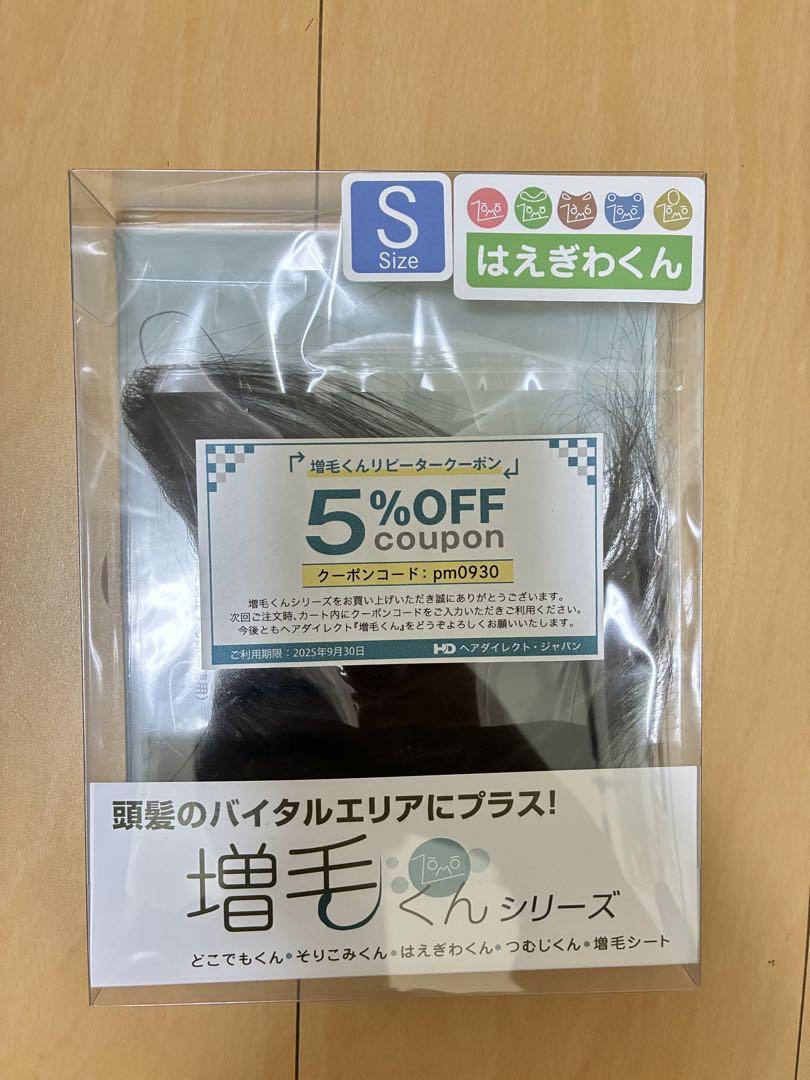 S
Size
はえぎわくん
増毛くんリピータークーポン
5%OFF
coupon
クーポンコード：pm0930
増毛くんシリーズをお買い上げいただき誠にありがとうございます。
次回ご注文時、カート内にクーポンコードをご入力いただきご利用ください。
今後ともヘアダイレクト『増毛くん』をどうぞよろしくお願いいたします。
ご利用期限：2025年9月30日
HD ヘアダイレクト・ジャパン
頭髪のバイタルエリアにプラス！
増毛くんシリーズ
どこでもくん•そりこみくん•はえぎわくん•つむじくん•増毛シート